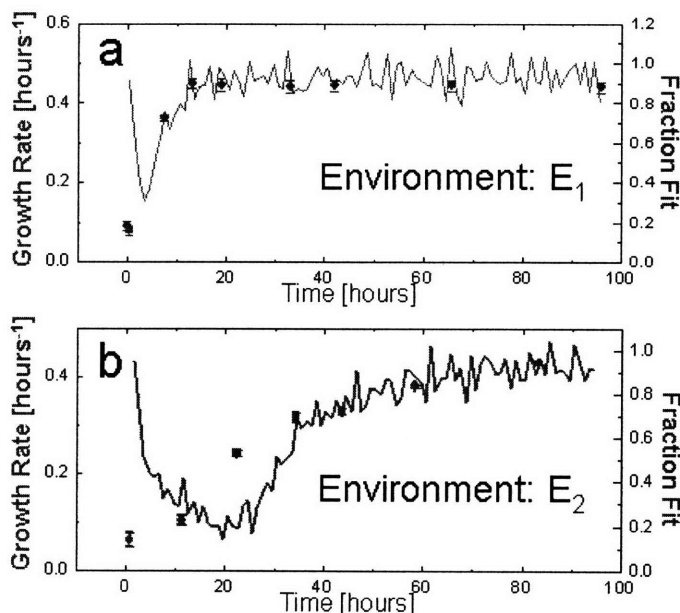 a
Growth Rate [hours-1]
0.6
0.4
0.2
0.0
Environment: E1
1.2
1.0
0.8
0.6
0.4
0.2
0.0
Fraction Fit
0 20 40 60 80 100
Time [hours]
b
Growth Rate [hours-1]
0.4
0.2
0.0
Environment: E2
1.0
0.8
0.6
0.4
0.2
0.0
Fraction Fit
0 20 40 60 80 100
Time [hours]